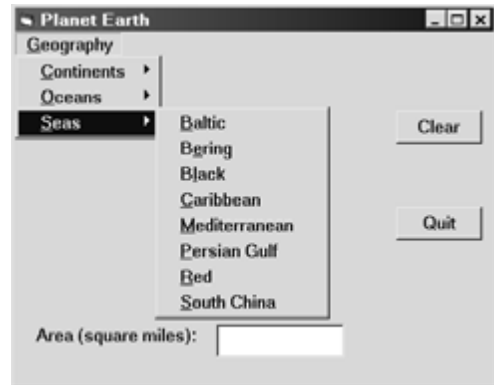 Planet Earth
Geography
Continents
Oceans
Seas
Baltic
Bering
Black
Caribbean
Mediterranean
Persian Gulf
Red
South China
Clear
Quit
Area (square miles):